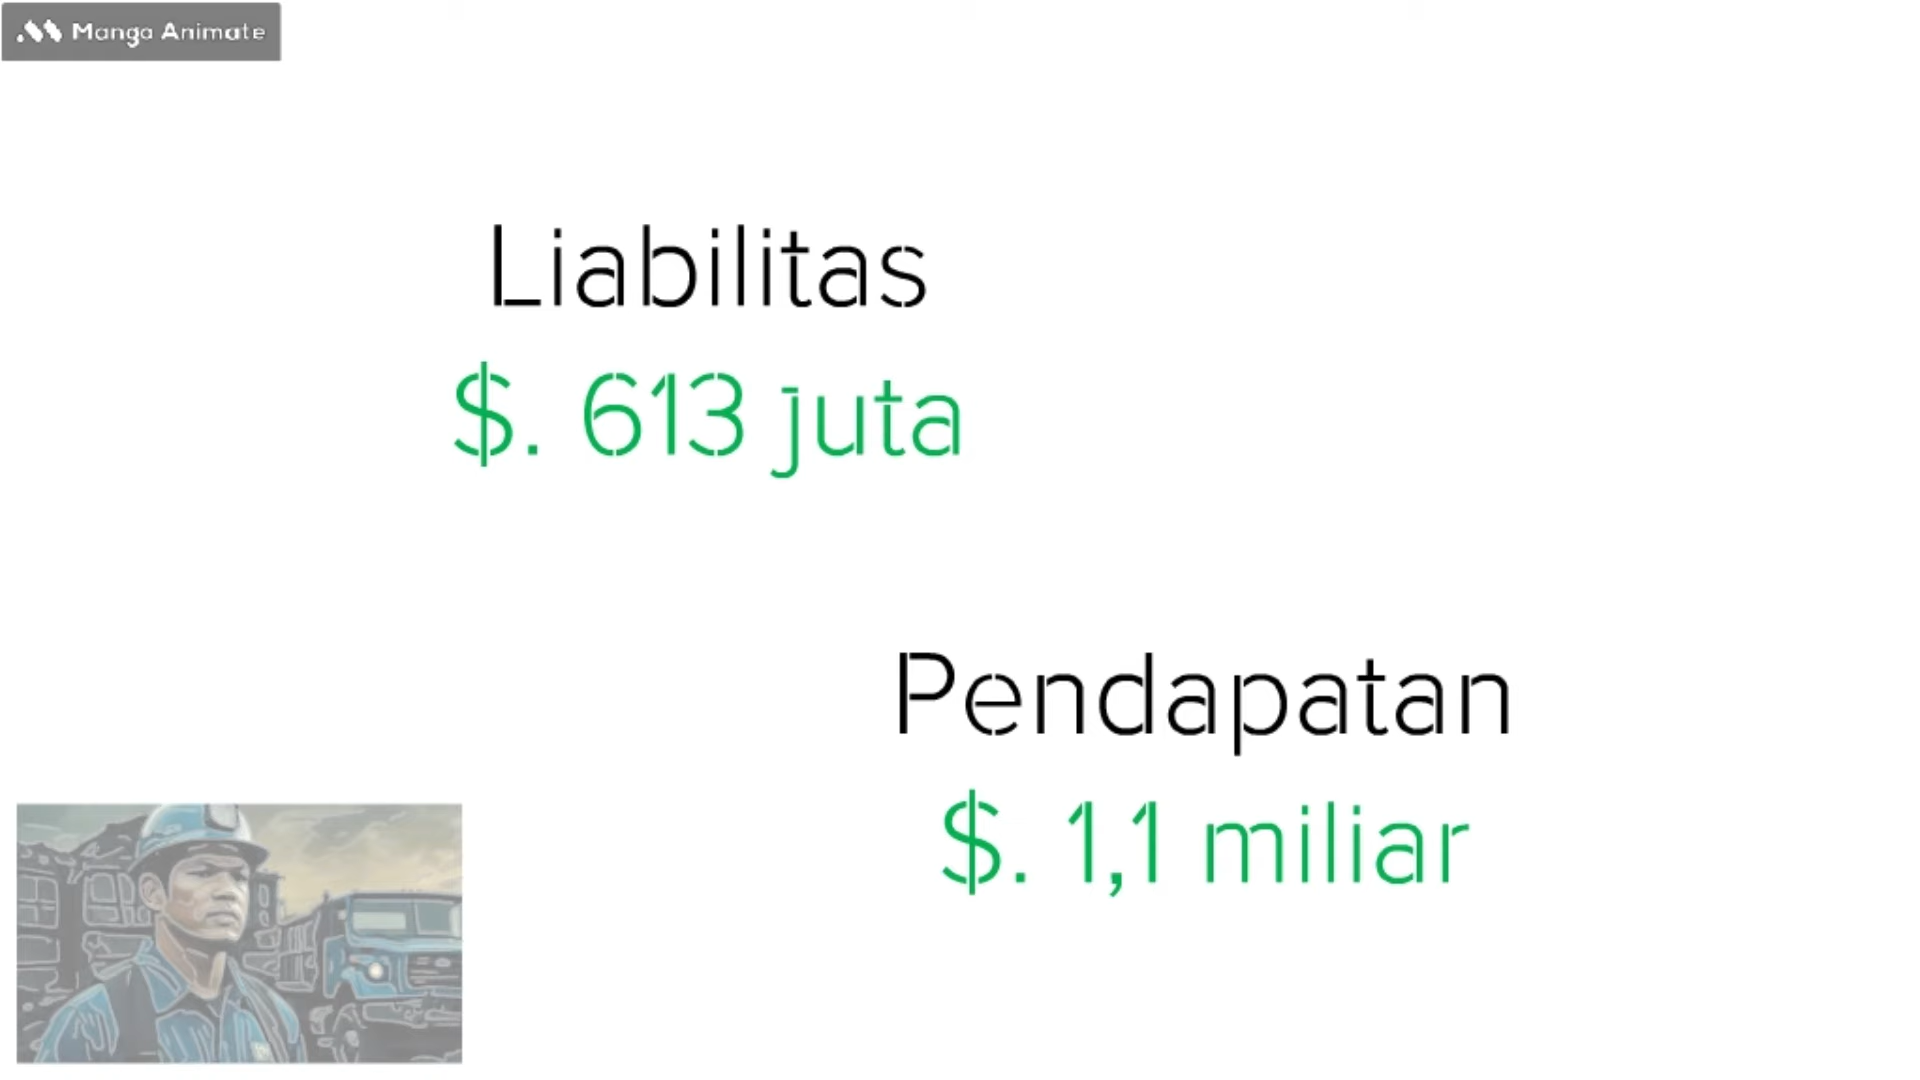 Manga Animate
Liabilitas
$. 613 juta
Pendapatan
$. 1,1 miliar